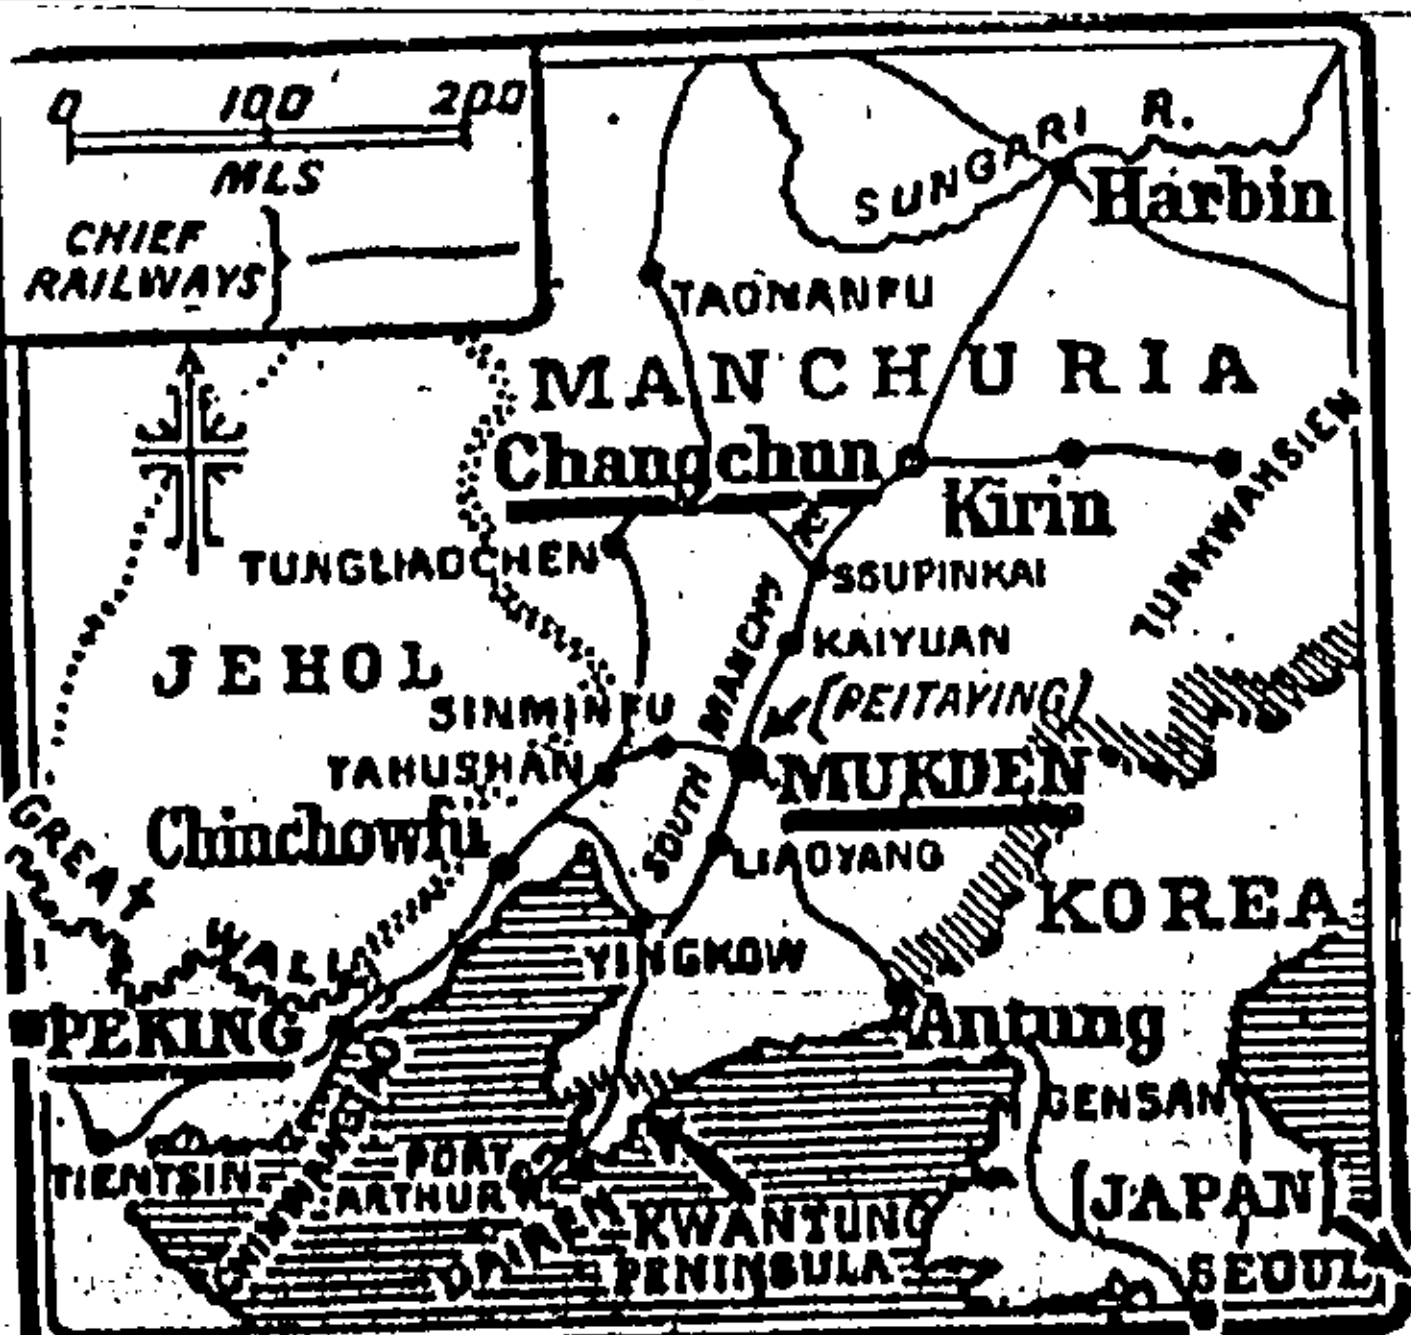 0 100 200
MLS
CHIEF
RAILWAYS
SUNGARI R.
Harbin
TAONANFU
MANCHURIA
Changchun
Kirin
TUNGLIAOCHEN
SSUPINKAI
TUNHWAHSIEN
KAIYUAN
JEHOL
SINMINFU
(PEITAYING)
TAHUSHAN
MUKDEN
SOUTH MANCHU R.
Chinchowfu
LIAOYANG
GREAT WALL
KOREA
YINGKOW
PEKING
Antung
GENSAN
TIENTSIN
CHINWANGTAO
PORT
ARTHUR
DAIREN
KWANTUNG
PENINSULA
(JAPAN)
SEOUL